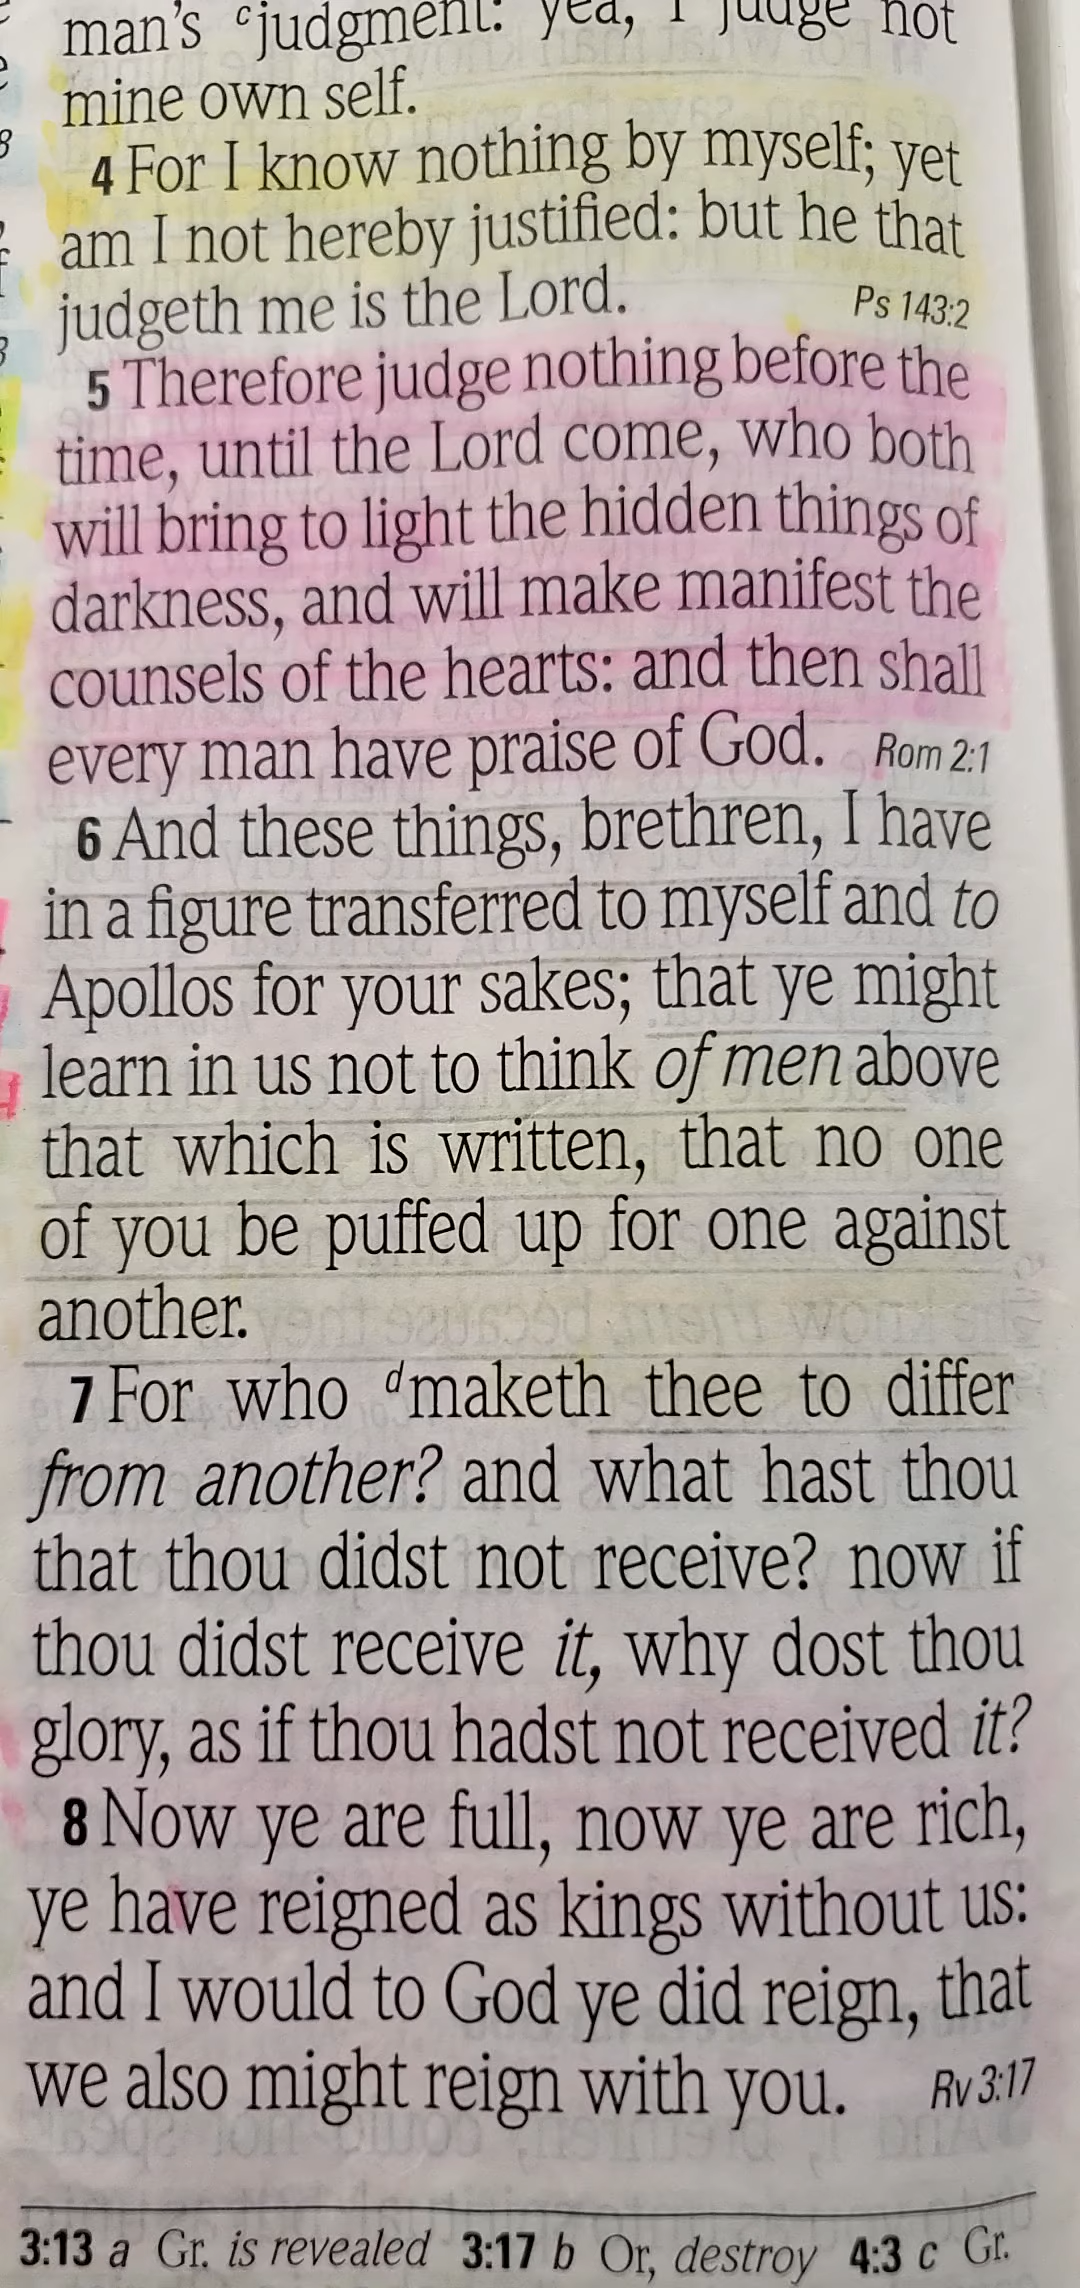 man's ᶜjudgment: yea, I judge not
mine own self.
4 For I know nothing by myself; yet
am I not hereby justified: but he that
judgeth me is the Lord. Ps 143:2
5 Therefore judge nothing before the
time, until the Lord come, who both
will bring to light the hidden things of
darkness, and will make manifest the
counsels of the hearts: and then shall
every man have praise of God. Rom 2:1
6 And these things, brethren, I have
in a figure transferred to myself and to
Apollos for your sakes; that ye might
learn in us not to think of men above
that which is written, that no one
of you be puffed up for one against
another.
7 For who ᵈmaketh thee to differ
from another? and what hast thou
that thou didst not receive? now if
thou didst receive it, why dost thou
glory, as if thou hadst not received it?
8 Now ye are full, now ye are rich,
ye have reigned as kings without us:
and I would to God ye did reign, that
we also might reign with you. Rv 3:17
3:13 a Gr. is revealed 3:17 b Or, destroy 4:3 c Gr.